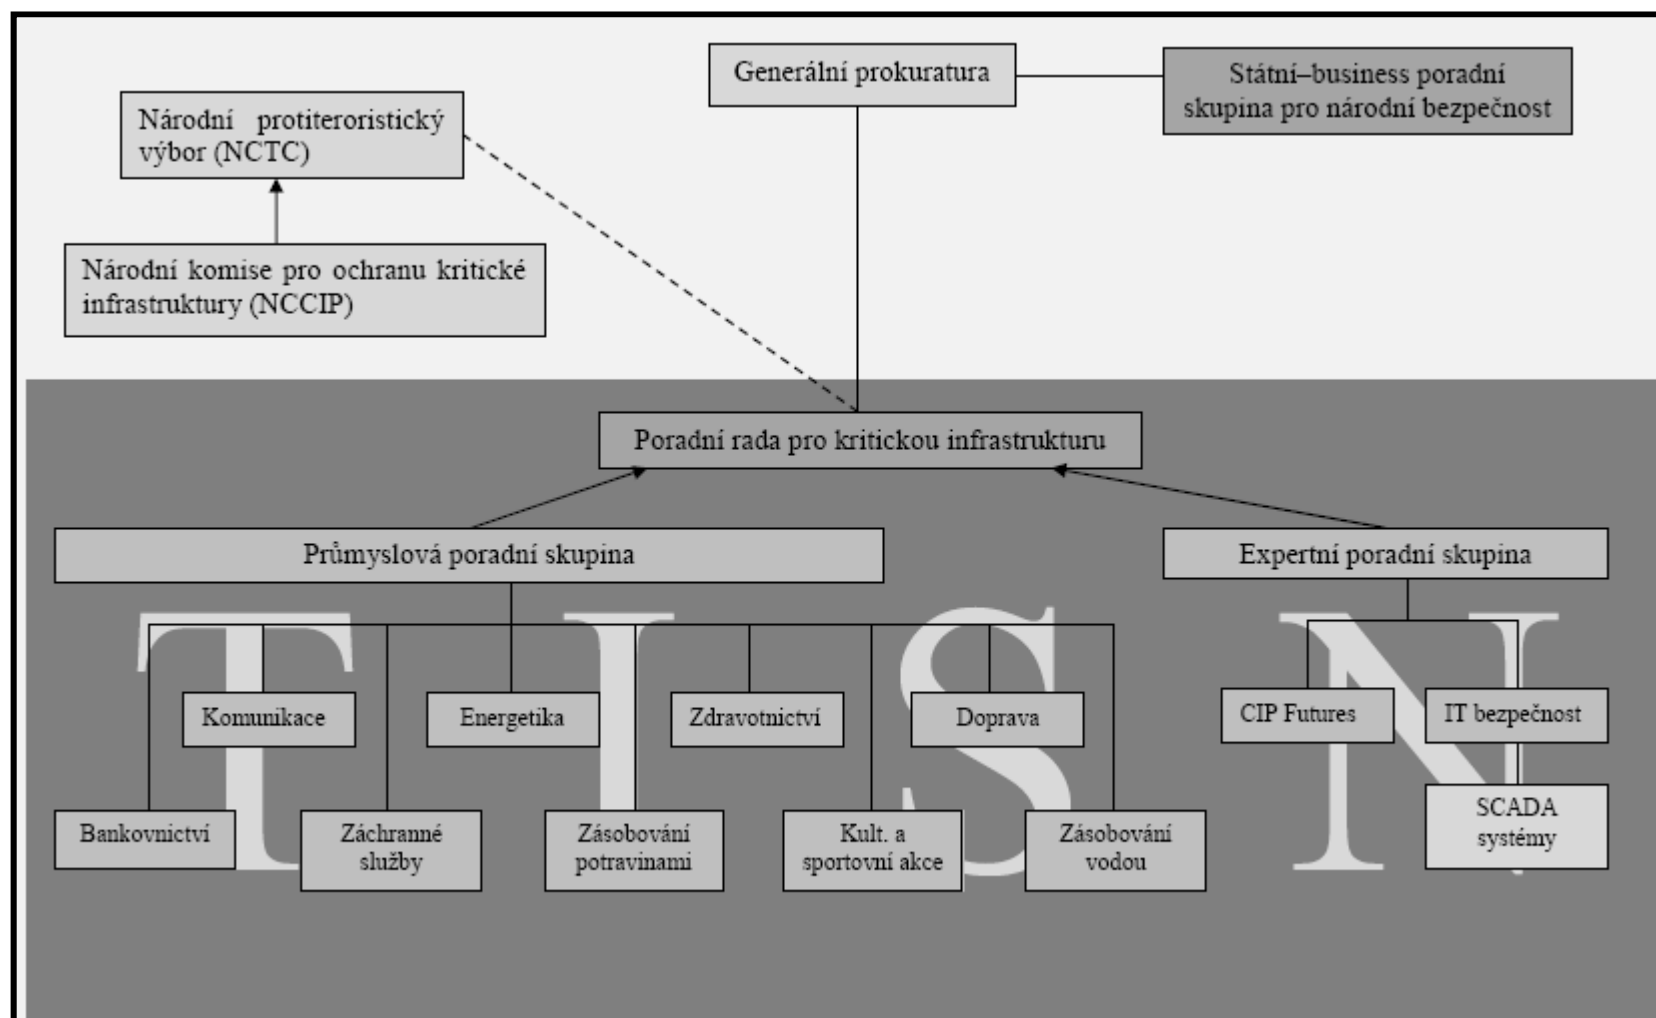 Generální prokuratura
Státní–business poradní
skupina pro národní bezpečnost
Národní protiteroristický
výbor (NCTC)
Národní komise pro ochranu kritické
infrastruktury (NCCIP)
Poradní rada pro kritickou infrastrukturu
Průmyslová poradní skupina
Expertní poradní skupina
TISN
Komunikace
Energetika
Zdravotnictví
Doprava
CIP Futures
IT bezpečnost
Bankovnictví
Záchranné
služby
Zásobování
potravinami
Kult. a
sportovní akce
Zásobování
vodou
SCADA
systémy